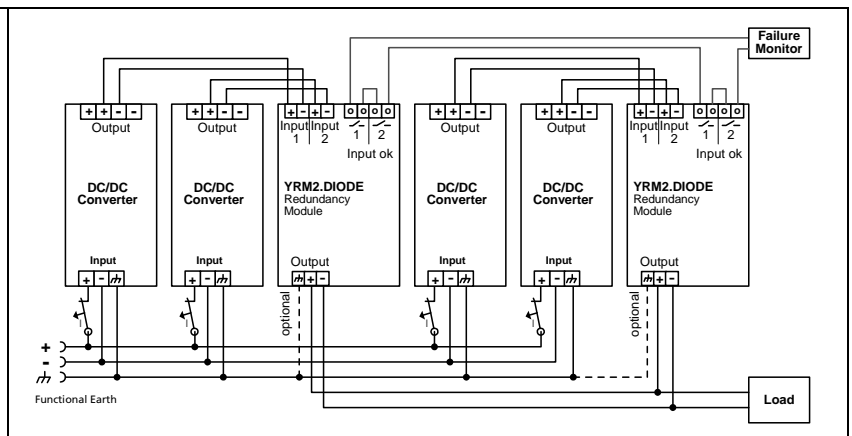 Failure
Monitor
+ + - -
Output
DC/DC
Converter
Input
+ -
+ + - -
Output
DC/DC
Converter
Input
+ -
+ - + -
Input Input
1 2
1 2
Input ok
YRM2.DIODE
Redundancy
Module
Output
+ -
optional
+ + - -
Output
DC/DC
Converter
Input
+ -
+ + - -
Output
DC/DC
Converter
Input
+ -
+ - + -
Input Input
1 2
1 2
Input ok
YRM2.DIODE
Redundancy
Module
Output
+ -
optional
+
-
Functional Earth
Load